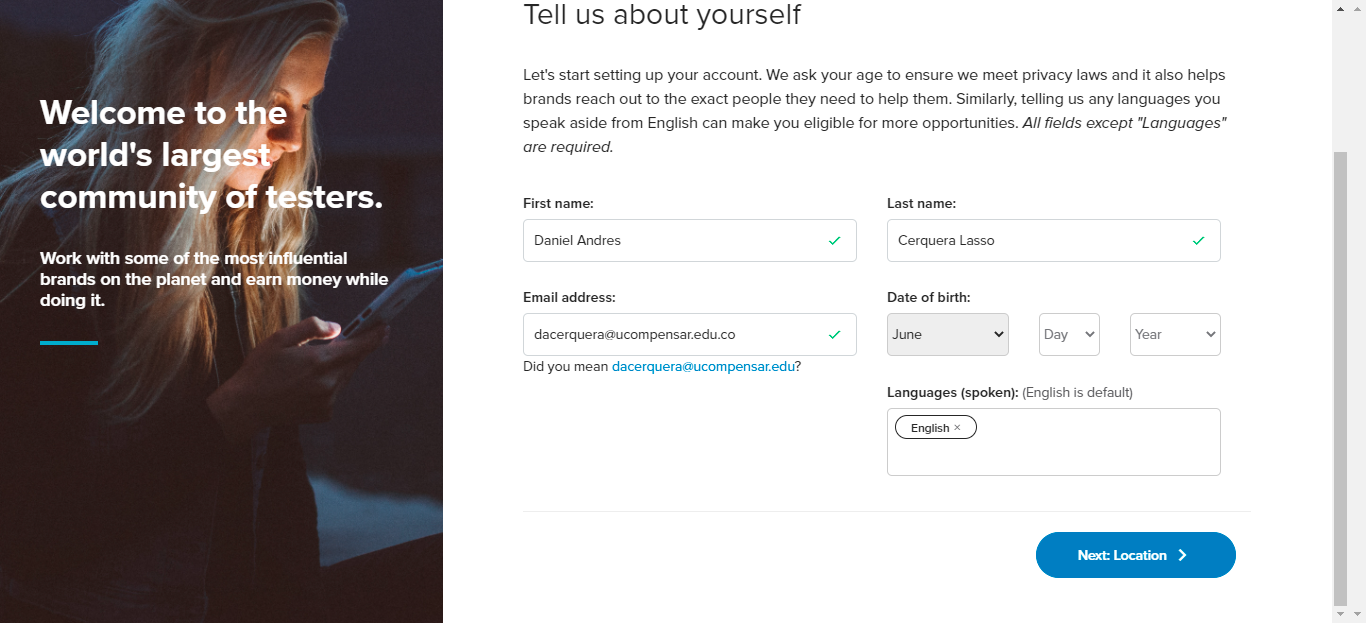 Welcome to the
world's largest
community of testers.
Work with some of the most influential
brands on the planet and earn money while
doing it.
Tell us about yourself
Let's start setting up your account. We ask your age to ensure we meet privacy laws and it also helps
brands reach out to the exact people they need to help them. Similarly, telling us any languages you
speak aside from English can make you eligible for more opportunities. All fields except "Languages"
are required.
First name:
Last name:
Daniel Andres
Cerquera Lasso
Email address:
Date of birth:
dacerquera@ucompensar.edu.co
June
Day
Year
Did you mean dacerquera@ucompensar.edu?
Languages (spoken): (English is default)
English ×
Next: Location